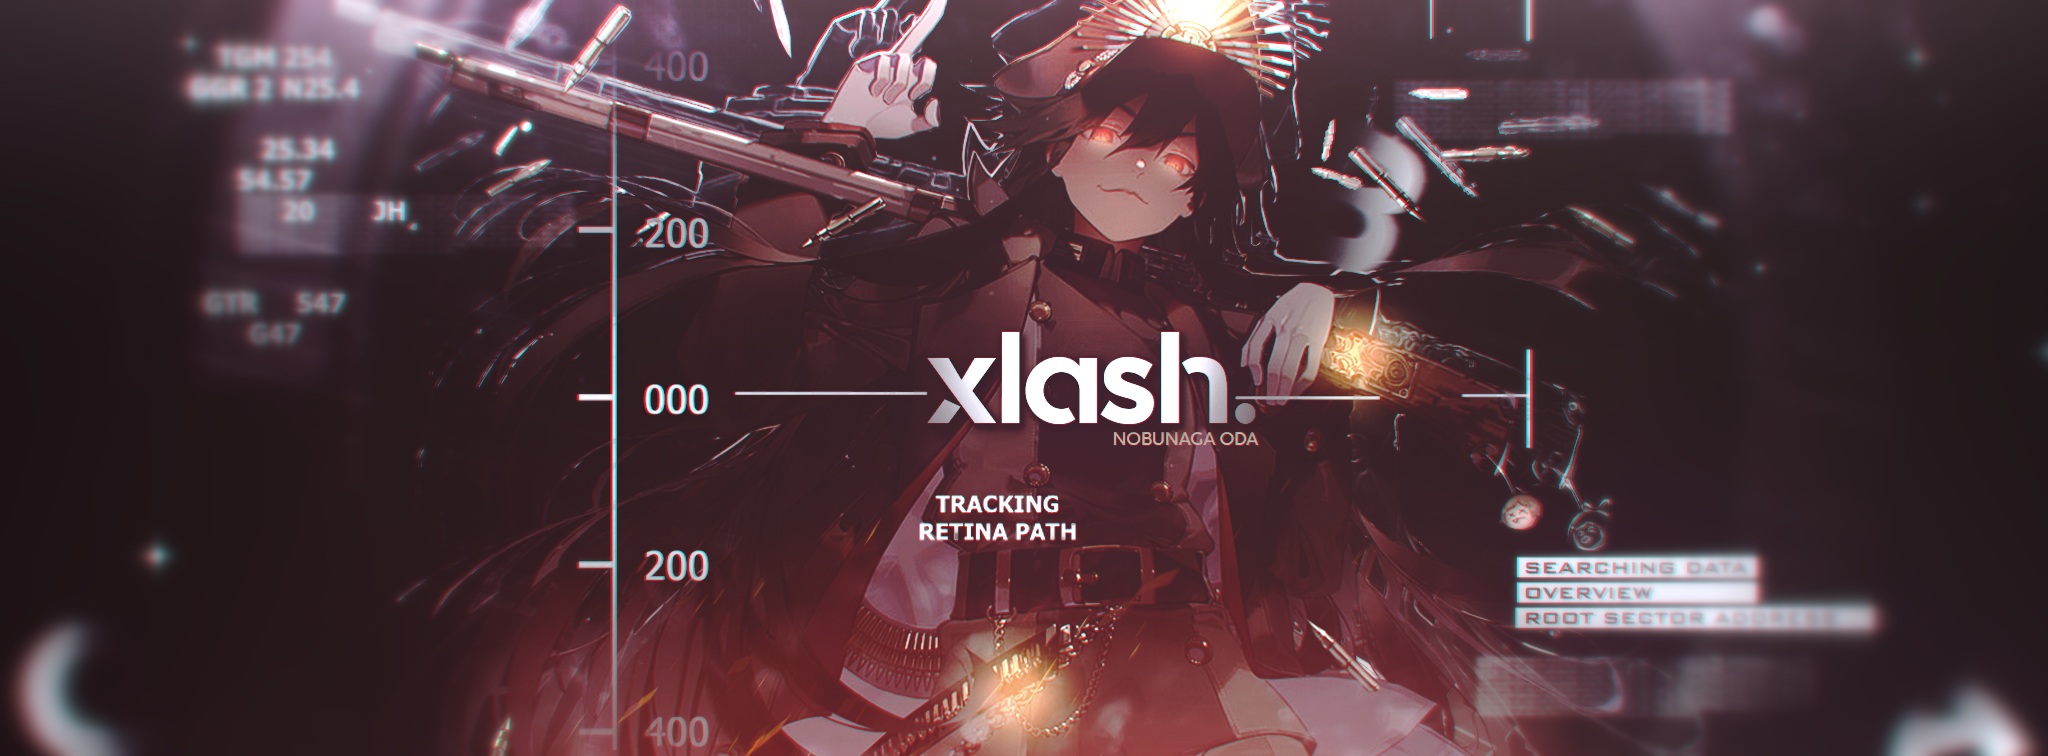 TGM 254
GGR 2 N25.4
25.34
54.57
20 JH
GTR 547
G47
400
200
000
200
400
xlash.
NOBUNAGA ODA
TRACKING
RETINA PATH
SEARCHING DATA
OVERVIEW
ROOT SECTOR ADDRESS